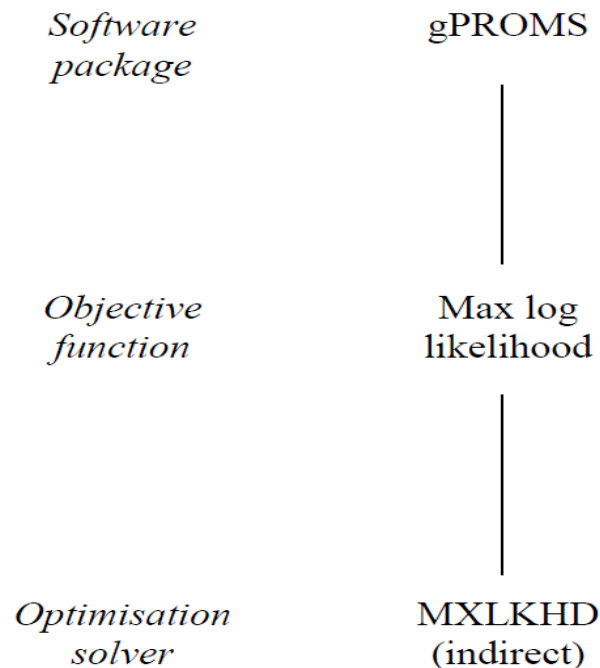 Software
package
gPROMS
Objective
function
Max log
likelihood
Optimisation
solver
MXLKHD
(indirect)